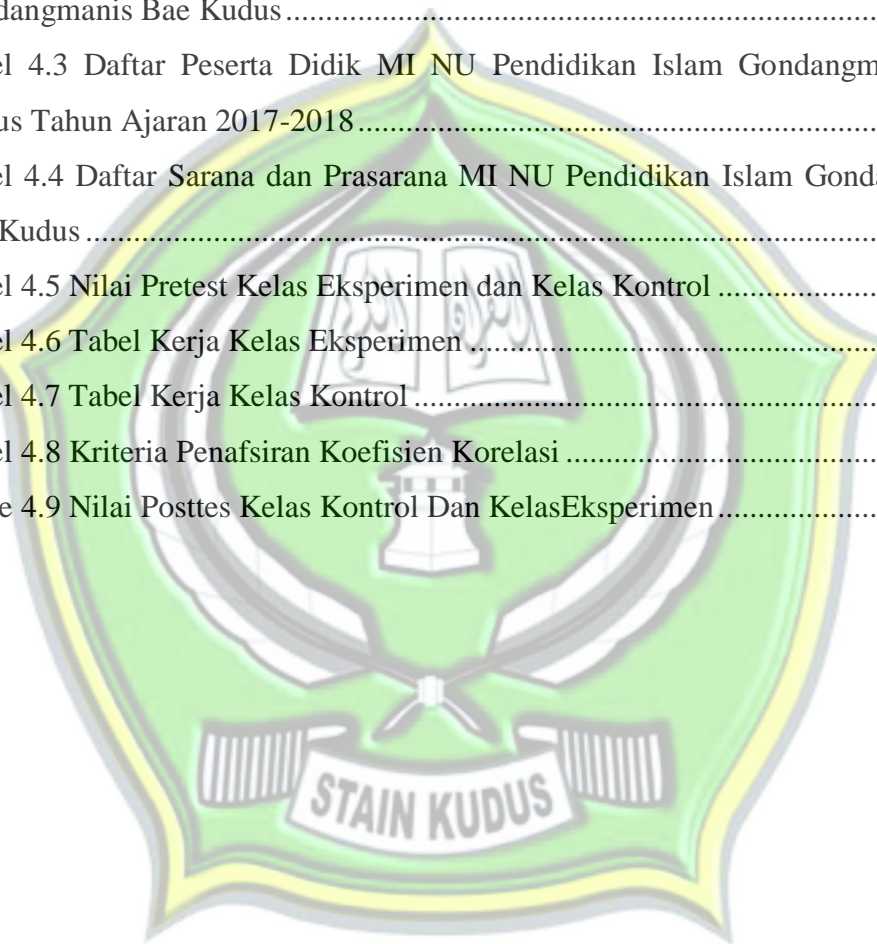 dangmanis Bae Kudus
el 4.3 Daftar Peserta Didik MI NU Pendidikan Islam Gondangm
us Tahun Ajaran 2017-2018
el 4.4 Daftar Sarana dan Prasarana MI NU Pendidikan Islam Gonda
Kudus
el 4.5 Nilai Pretest Kelas Eksperimen dan Kelas Kontrol
el 4.6 Tabel Kerja Kelas Eksperimen
el 4.7 Tabel Kerja Kelas Kontrol
el 4.8 Kriteria Penafsiran Koefisien Korelasi
e 4.9 Nilai Posttes Kelas Kontrol Dan KelasEksperimen
STAIN KUDUS